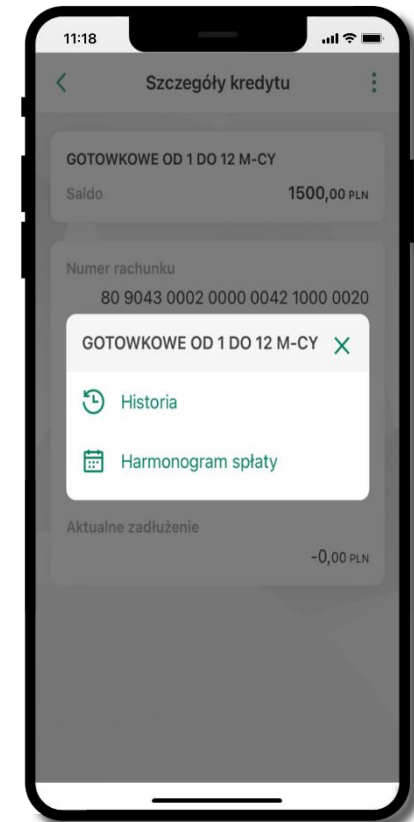 11:18
Szczegóły kredytu
GOTOWKOWE OD 1 DO 12 M-CY
Saldo 1500,00 PLN
Numer rachunku
80 9043 0002 0000 0042 1000 0020
GOTOWKOWE OD 1 DO 12 M-CY
Historia
Harmonogram spłaty
Aktualne zadłużenie
-0,00 PLN